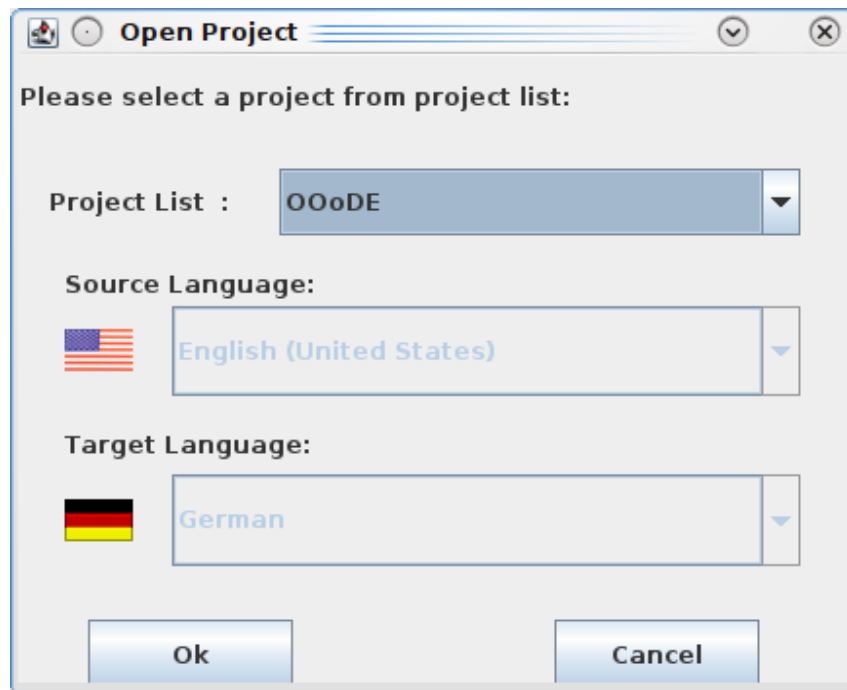 Open Project
Please select a project from project list:
Project List :
OOoDE
Source Language:
English (United States)
Target Language:
German
Ok
Cancel